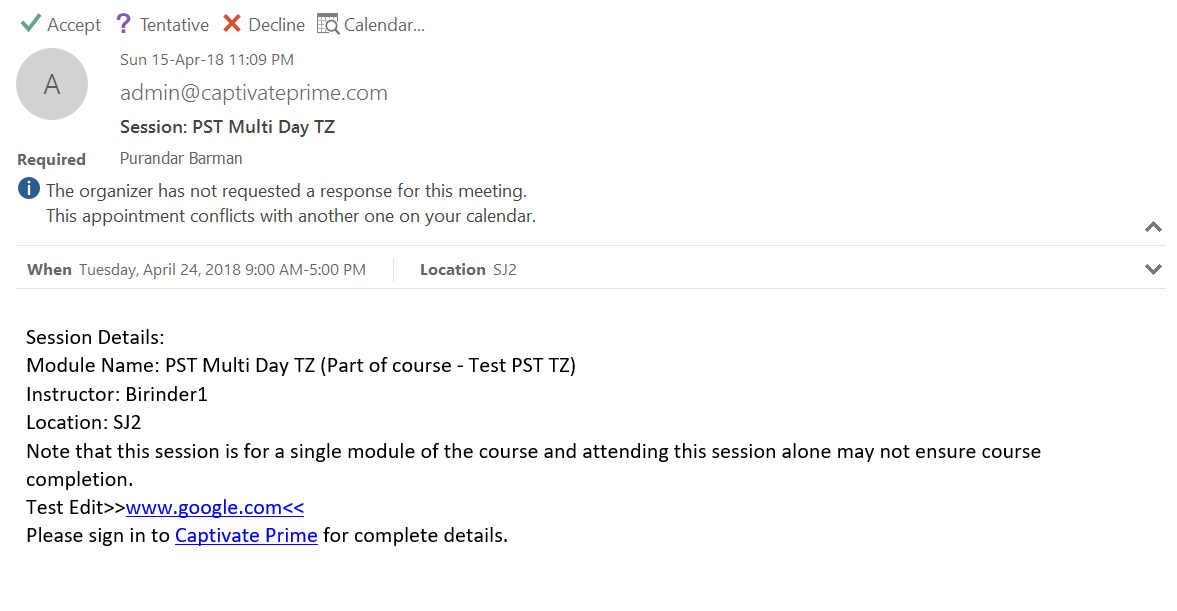 Accept ? Tentative Decline Calendar...
A
Sun 15-Apr-18 11:09 PM
admin@captivateprime.com
Session: PST Multi Day TZ
Required Purandar Barman
i The organizer has not requested a response for this meeting.
This appointment conflicts with another one on your calendar.
When Tuesday, April 24, 2018 9:00 AM-5:00 PM Location SJ2
Session Details:
Module Name: PST Multi Day TZ (Part of course - Test PST TZ)
Instructor: Birinder1
Location: SJ2
Note that this session is for a single module of the course and attending this session alone may not ensure course
completion.
Test Edit>>www.google.com<<
Please sign in to Captivate Prime for complete details.